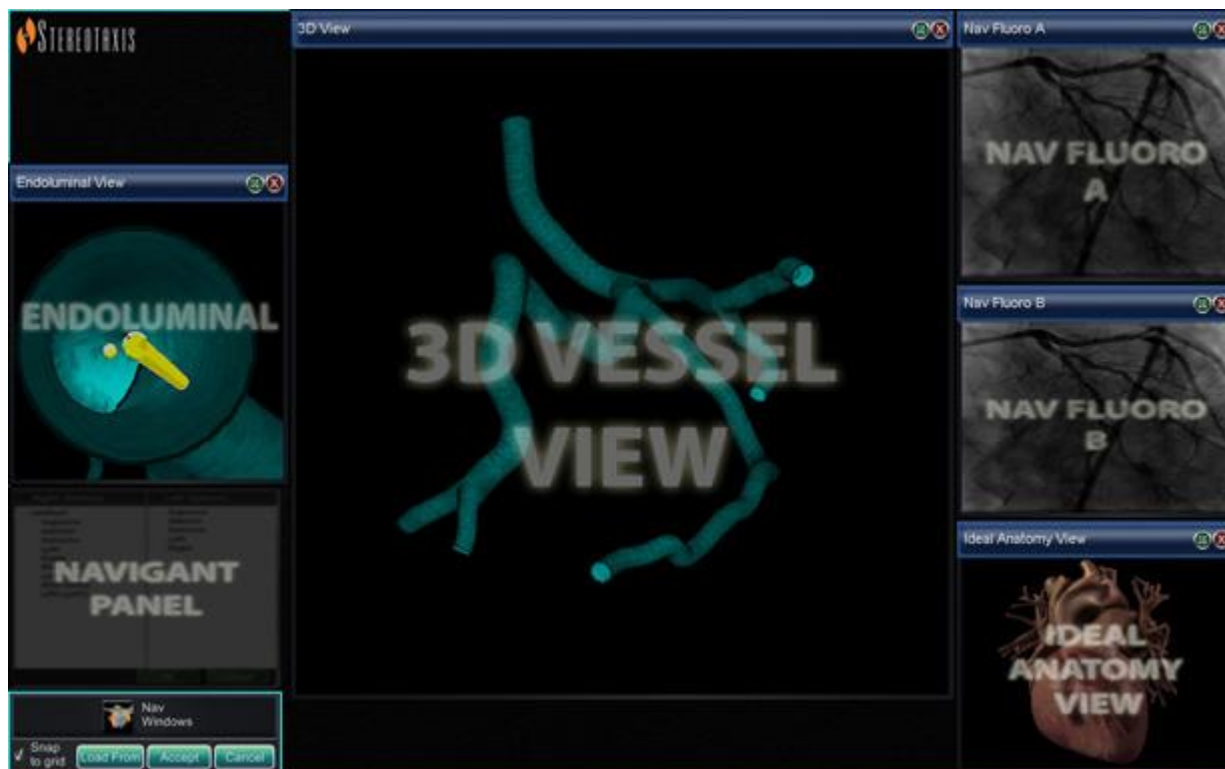 STEREOTAXIS
3D View
Nav Fluoro A
NAV FLUORO
A
Endoluminal View
ENDOLUMINAL
3D VESSEL
VIEW
Nav Fluoro B
NAV FLUORO
B
NAVIGANT
PANEL
Ideal Anatomy View
IDEAL
ANATOMY
VIEW
Nav
Windows
Snap
to grid
Load From
Accept
Cancel